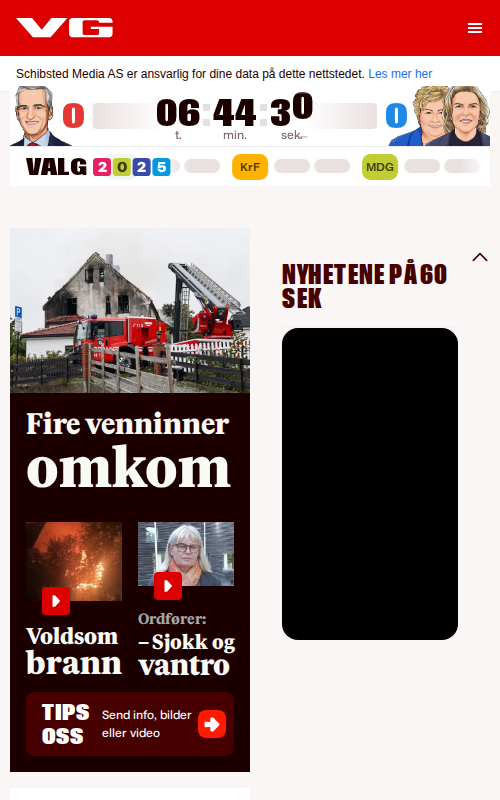 VG
Schibsted Media AS er ansvarlig for dine data på dette nettstedet. Les mer her
0 06:44:30 0
t. min. sek.
VALG 2025 KrF MDG
NYHETENE PÅ 60
SEK
Fire venninner
omkom
Voldsom
brann
Ordfører:
– Sjokk og
vantro
TIPS
OSS
Send info, bilder
eller video